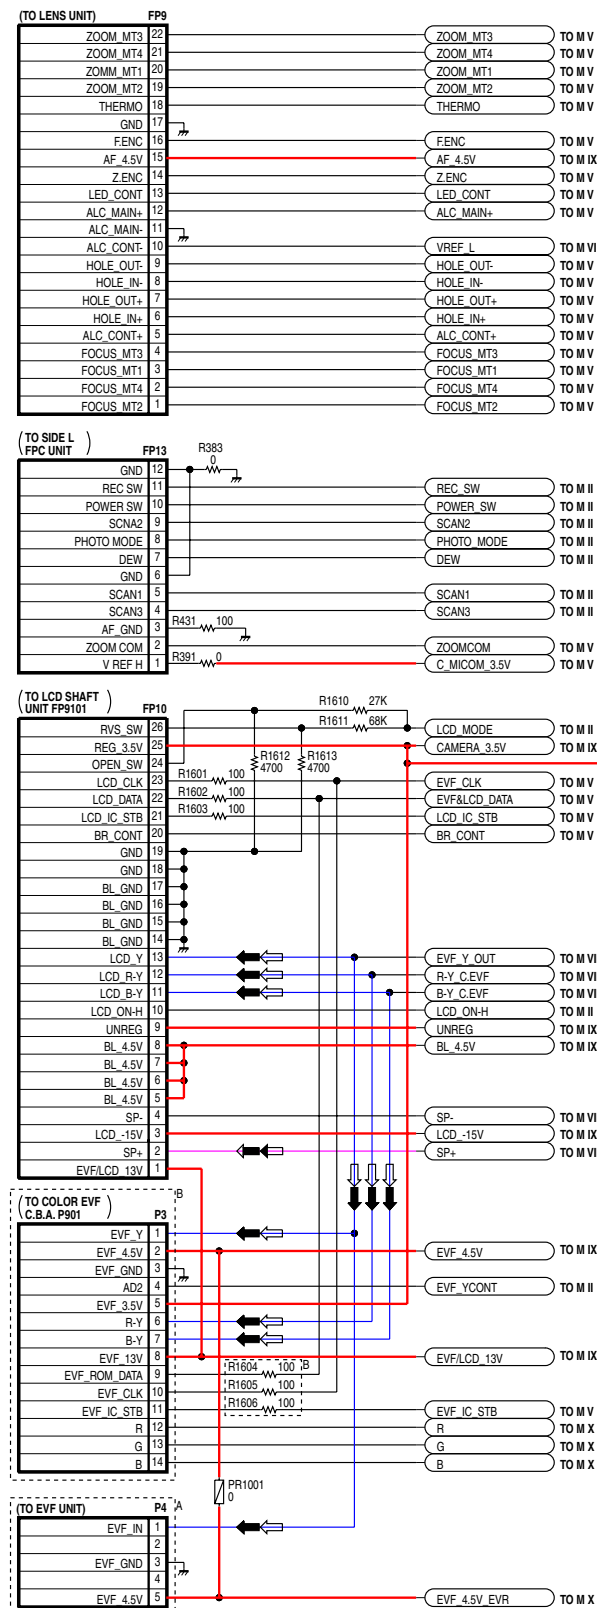 (TO LENS UNIT) FP9
ZOOM_MT3 22 ZOOM_MT3 TO M V
ZOOM_MT4 21 ZOOM_MT4 TO M V
ZOMM_MT1 20 ZOOM_MT1 TO M V
ZOOM_MT2 19 ZOOM_MT2 TO M V
THERMO 18 THERMO TO M V
GND 17
F.ENC 16 F.ENC TO M V
AF_4.5V 15 AF_4.5V TO M IX
Z.ENC 14 Z.ENC TO M V
LED_CONT 13 LED_CONT TO M V
ALC_MAIN+ 12 ALC_MAIN+ TO M V
ALC_MAIN- 11
ALC_CONT- 10 VREF_L TO M VI
HOLE_OUT- 9 HOLE_OUT- TO M V
HOLE_IN- 8 HOLE_IN- TO M V
HOLE_OUT+ 7 HOLE_OUT+ TO M V
HOLE_IN+ 6 HOLE_IN+ TO M V
ALC_CONT+ 5 ALC_CONT+ TO M V
FOCUS_MT3 4 FOCUS_MT3 TO M V
FOCUS_MT1 3 FOCUS_MT1 TO M V
FOCUS_MT4 2 FOCUS_MT4 TO M V
FOCUS_MT2 1 FOCUS_MT2 TO M V
(TO SIDE L
FPC UNIT) FP13
R383
0
GND 12
REC SW 11 REC_SW TO M II
POWER SW 10 POWER_SW TO M II
SCNA2 9 SCAN2 TO M II
PHOTO MODE 8 PHOTO_MODE TO M II
DEW 7 DEW TO M II
GND 6
SCAN1 5 SCAN1 TO M II
SCAN3 4 SCAN3 TO M II
AF_GND 3 R431 100
ZOOM COM 2 ZOOMCOM TO M V
V REF H 1 R391 0 C_MICOM_3.5V TO M V
(TO LCD SHAFT
UNIT FP9101) FP10
R1610 27K
RVS_SW 26 R1611 68K LCD_MODE TO M II
REG_3.5V 25 CAMERA_3.5V TO M IX
OPEN_SW 24 R1612 4700 R1613 4700
LCD_CLK 23 R1601 100 EVF_CLK TO M V
LCD_DATA 22 R1602 100 EVF&LCD_DATA TO M V
LCD_IC_STB 21 R1603 100 LCD_IC_STB TO M V
BR_CONT 20 BR_CONT TO M V
GND 19
GND 18
BL_GND 17
BL_GND 16
BL_GND 15
BL_GND 14
LCD_Y 13 EVF_Y_OUT TO M VI
LCD_R-Y 12 R-Y_C.EVF TO M VI
LCD_B-Y 11 B-Y_C.EVF TO M VI
LCD_ON-H 10 LCD_ON-H TO M II
UNREG 9 UNREG TO M IX
BL_4.5V 8 BL_4.5V TO M IX
BL_4.5V 7
BL_4.5V 6
BL_4.5V 5
SP- 4 SP- TO M VI
LCD_-15V 3 LCD_-15V TO M IX
SP+ 2 SP+ TO M VI
EVF/LCD_13V 1
B
(TO COLOR EVF
C.B.A. P901) P3
EVF_Y 1
EVF_4.5V 2 EVF_4.5V TO M IX
EVF_GND 3
AD2 4 EVF_YCONT TO M II
EVF_3.5V 5
R-Y 6
B-Y 7
EVF_13V 8 EVF/LCD_13V TO M IX
EVF_ROM_DATA 9 R1604 100 B
EVF_CLK 10 R1605 100
EVF_IC_STB 11 R1606 100 EVF_IC_STB TO M V
R 12 R TO M X
G 13 G TO M X
B 14 B TO M X
PR1001
0
A
(TO EVF UNIT) P4
EVF_IN 1
2
EVF_GND 3
4
EVF_4.5V 5 EVF_4.5V_EVR TO M X